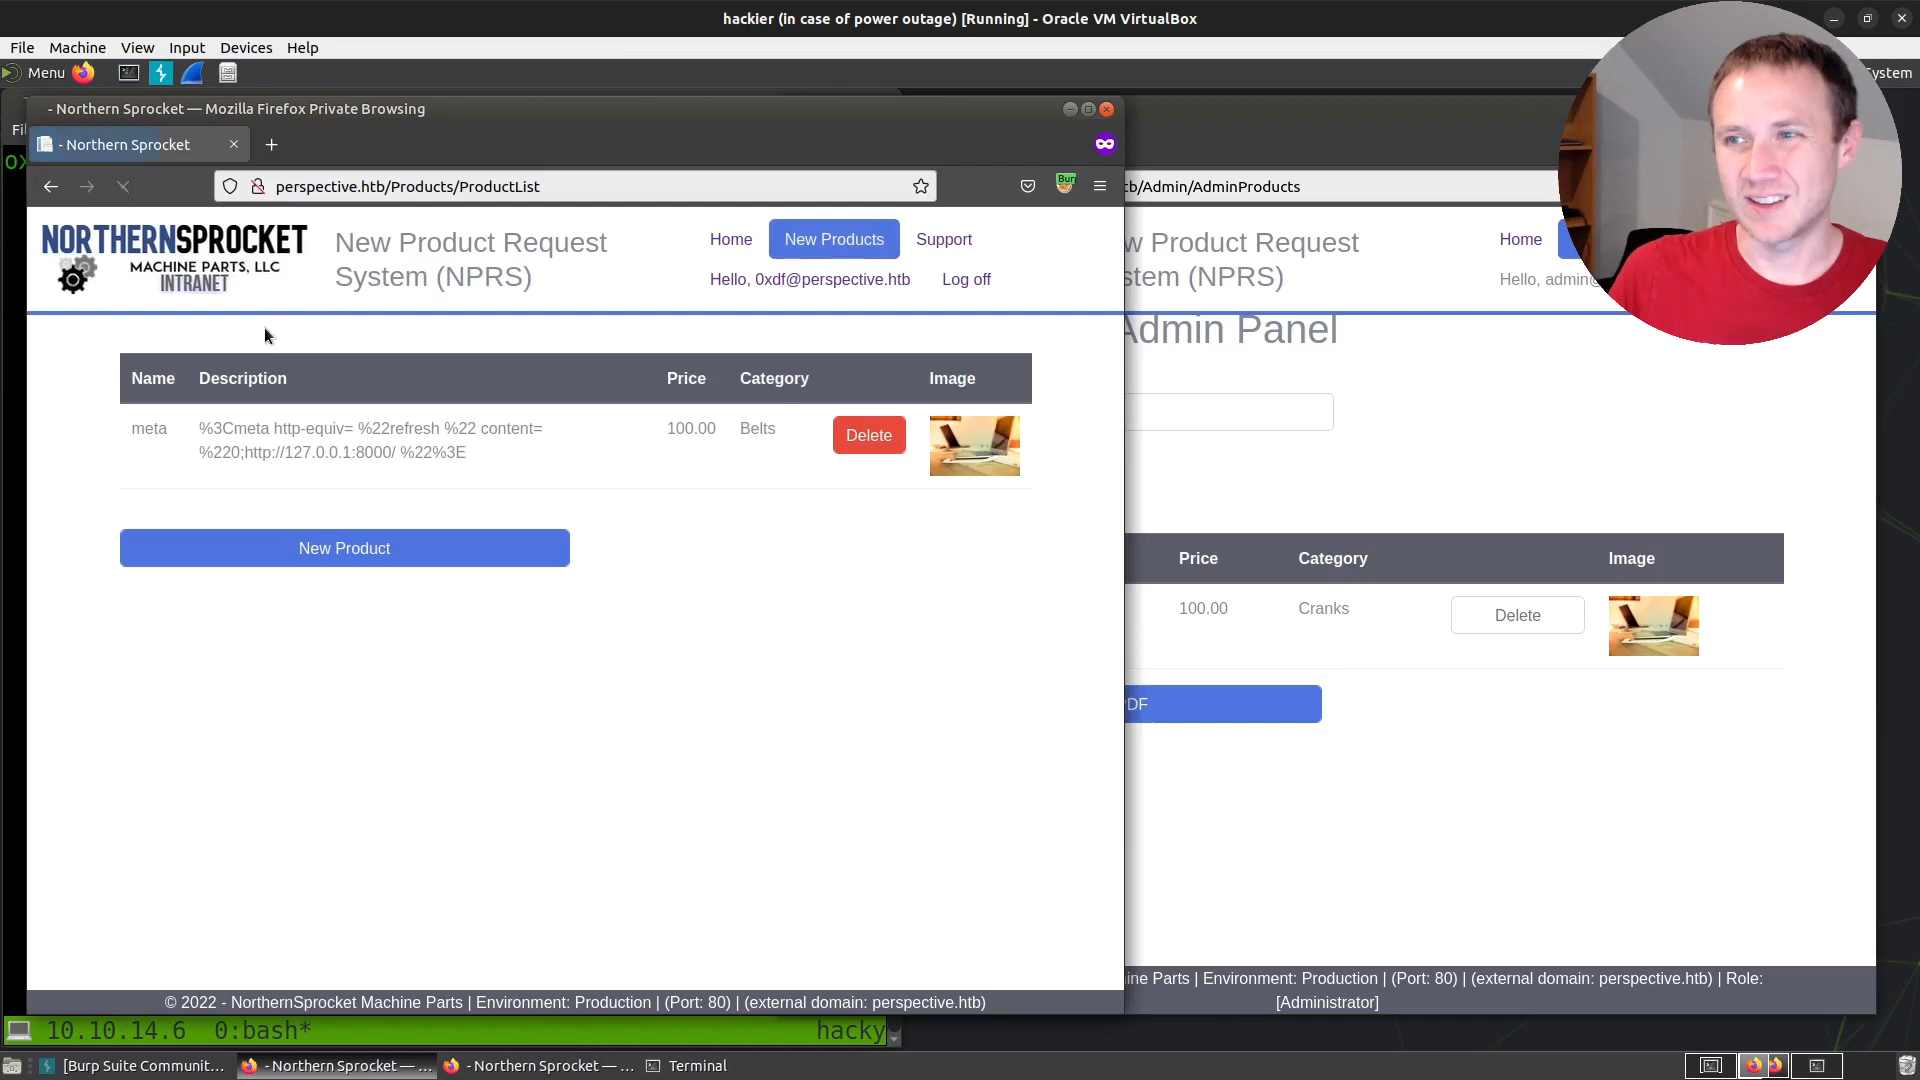 hackier (in case of power outage) [Running] - Oracle VM VirtualBox
File Machine View Input Devices Help
Menu
System
- Northern Sprocket — Mozilla Firefox Private Browsing
- Northern Sprocket
perspective.htb/Products/ProductList
Burp
tb/Admin/AdminProducts
NORTHERNSPROCKET
MACHINE PARTS, LLC
INTRANET
New Product Request
System (NPRS)
Home New Products Support
Hello, 0xdf@perspective.htb Log off
w Product Request
stem (NPRS)
Home
Hello, admin@
Admin Panel
Name Description Price Category Image
meta %3Cmeta http-equiv= %22refresh %22 content= 100.00 Belts Delete
%220;http://127.0.0.1:8000/ %22%3E
New Product
Price Category Image
100.00 Cranks Delete
PDF
© 2022 - NorthernSprocket Machine Parts | Environment: Production | (Port: 80) | (external domain: perspective.htb)
ine Parts | Environment: Production | (Port: 80) | (external domain: perspective.htb) | Role:
[Administrator]
10.10.14.6 0:bash* hacky
[Burp Suite Communit... - Northern Sprocket — ... - Northern Sprocket — ... Terminal